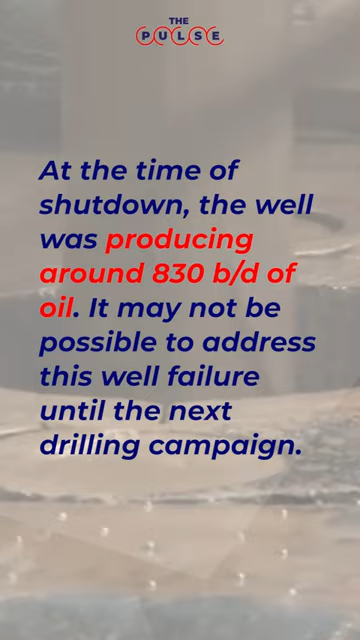 THE
PULSE
At the time of
shutdown, the well
was producing
around 830 b/d of
oil. It may not be
possible to address
this well failure
until the next
drilling campaign.